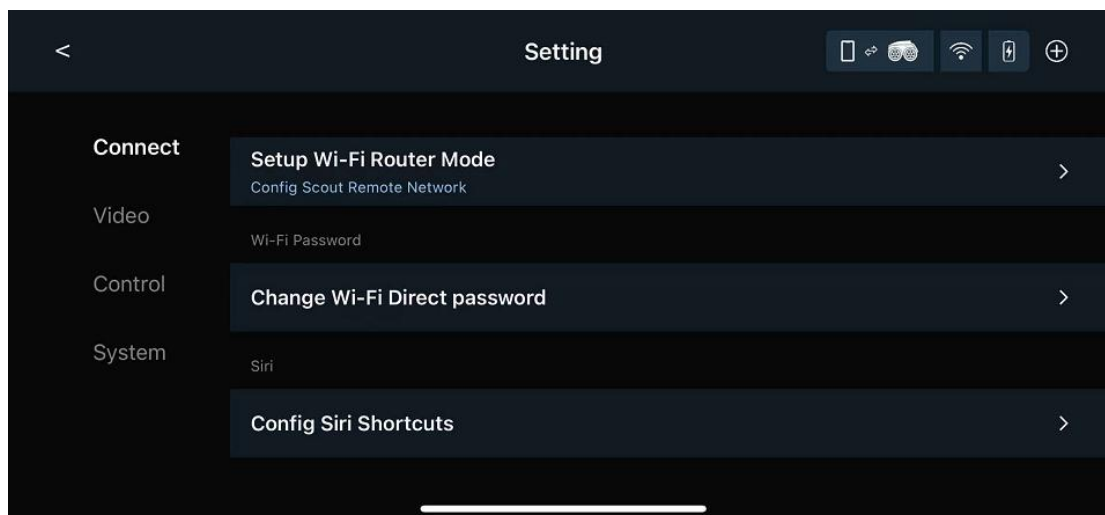 <
Setting
Connect
Video
Control
System
Setup Wi-Fi Router Mode
Config Scout Remote Network
Wi-Fi Password
Change Wi-Fi Direct password
Siri
Config Siri Shortcuts